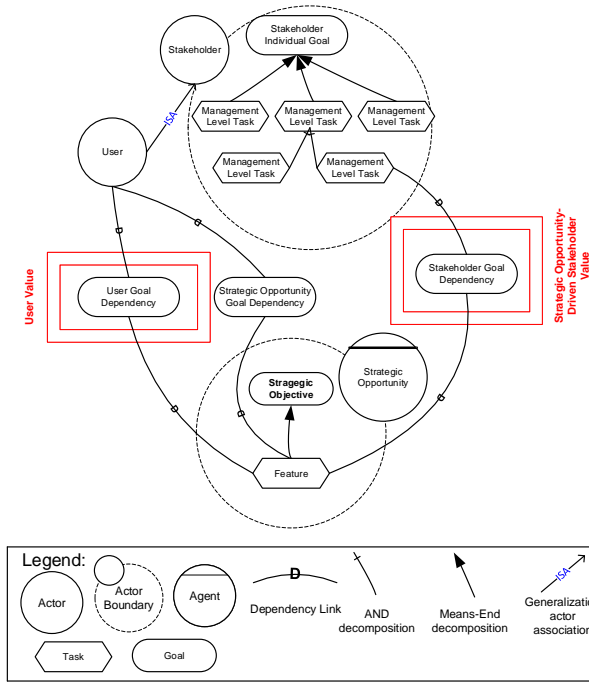 Stakeholder
Stakeholder
Individual Goal
Management
Level Task
Management
Level Task
Management
Level Task
ISA
User
Management
Level Task
Management
Level Task
D
D
D
User Value
User Goal
Dependency
Strategic Opportunity
Goal Dependency
Stakeholder Goal
Dependency
Strategic Opportunity-
Driven Stakeholder
Value
Strategic
Opportunity
Stragegic
Objective
D
D
D
Feature
Legend:
Actor
Actor
Boundary
Agent
D
Dependency Link
AND
decomposition
Means-End
decomposition
ISA
Generalizatic
actor
association
Task
Goal